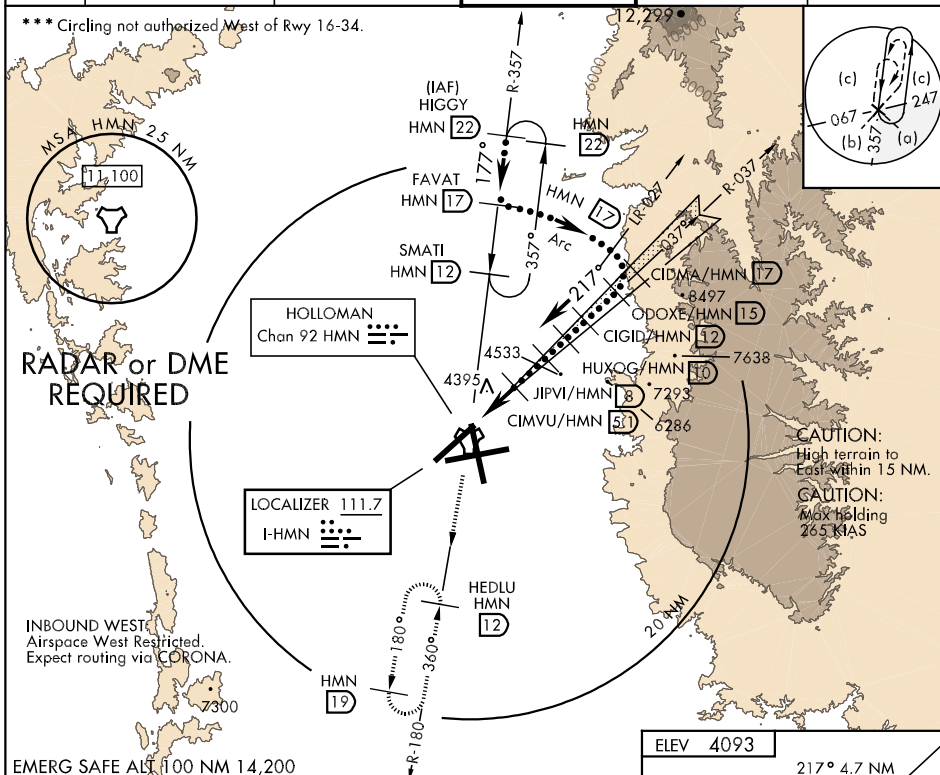 *** Circling not authorized West of Rwy 16-34.
12,299
10,000
9000
6000
R-357
(IAF)
HIGGY
HMN 22
HMN
22
177°
MSA HMN 25 NM
11,100
FAVAT
HMN 17
HMN 17
Arc
LR-027
R-037
037°
(c)
(c)
067
247
(b)
(a)
357
SMATI
HMN 12
357°
217°
CIDMA/HMN 17
8497
ODOXE/HMN 15
CIGID/HMN 12
7638
HUXOG/HMN 10
7293
JIPVI/HMN 8
CIMVU/HMN 5.1
6286
4533
4395
HOLLOMAN
Chan 92 HMN
RADAR or DME
REQUIRED
CAUTION:
High terrain to
East within 15 NM.
CAUTION:
Max holding
265 KIAS
LOCALIZER 111.7
I-HMN
HEDLU
HMN
12
180°
360°
20 NM
INBOUND WEST
Airspace West Restricted.
Expect routing via CORONA.
7300
HMN
19
R-180
EMERG SAFE ALT 100 NM 14,200
ELEV 4093
217° 4.7 NM